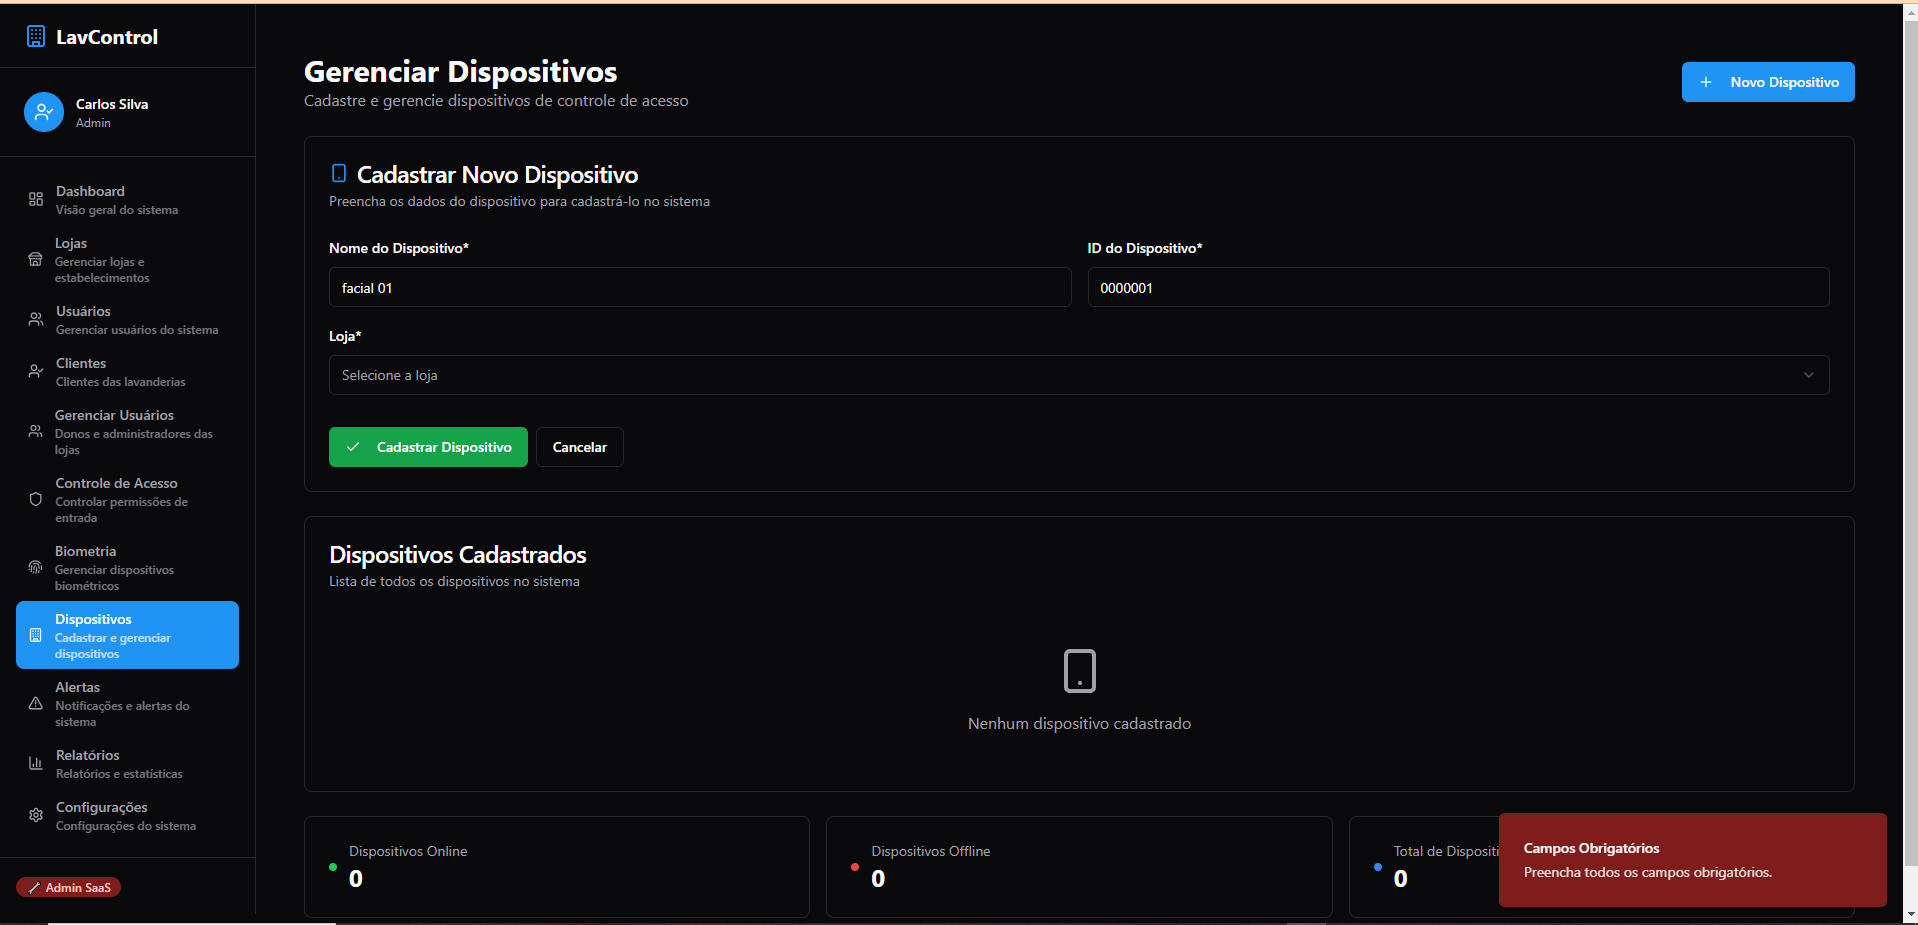 LavControl
Carlos Silva
Admin
Dashboard
Visão geral do sistema
Lojas
Gerenciar lojas e
estabelecimentos
Usuários
Gerenciar usuários do sistema
Clientes
Clientes das lavanderias
Gerenciar Usuários
Donos e administradores das
lojas
Controle de Acesso
Controlar permissões de
entrada
Biometria
Gerenciar dispositivos
biométricos
Dispositivos
Cadastrar e gerenciar
dispositivos
Alertas
Notificações e alertas do
sistema
Relatórios
Relatórios e estatísticas
Configurações
Configurações do sistema
Admin SaaS
Gerenciar Dispositivos
Cadastre e gerencie dispositivos de controle de acesso
Novo Dispositivo
Cadastrar Novo Dispositivo
Preencha os dados do dispositivo para cadastrá-lo no sistema
Nome do Dispositivo*
facial 01
ID do Dispositivo*
0000001
Loja*
Selecione a loja
Cadastrar Dispositivo
Cancelar
Dispositivos Cadastrados
Lista de todos os dispositivos no sistema
Nenhum dispositivo cadastrado
Dispositivos Online
0
Dispositivos Offline
0
Total de Dispositi
0
Campos Obrigatórios
Preencha todos os campos obrigatórios.